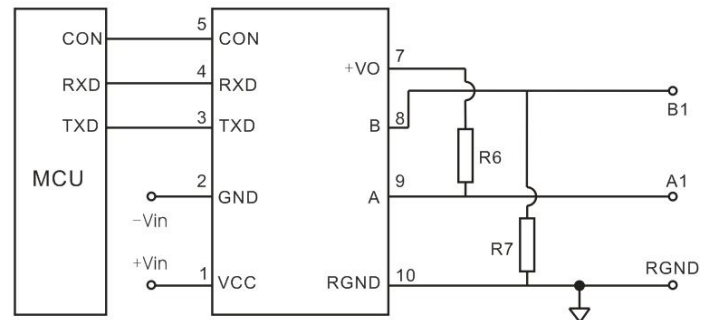 MCU
CON
RXD
TXD
5
4
3
2
1
-Vin
+Vin
CON
RXD
TXD
GND
VCC
+VO
B
A
RGND
7
8
9
10
R6
R7
B1
A1
RGND